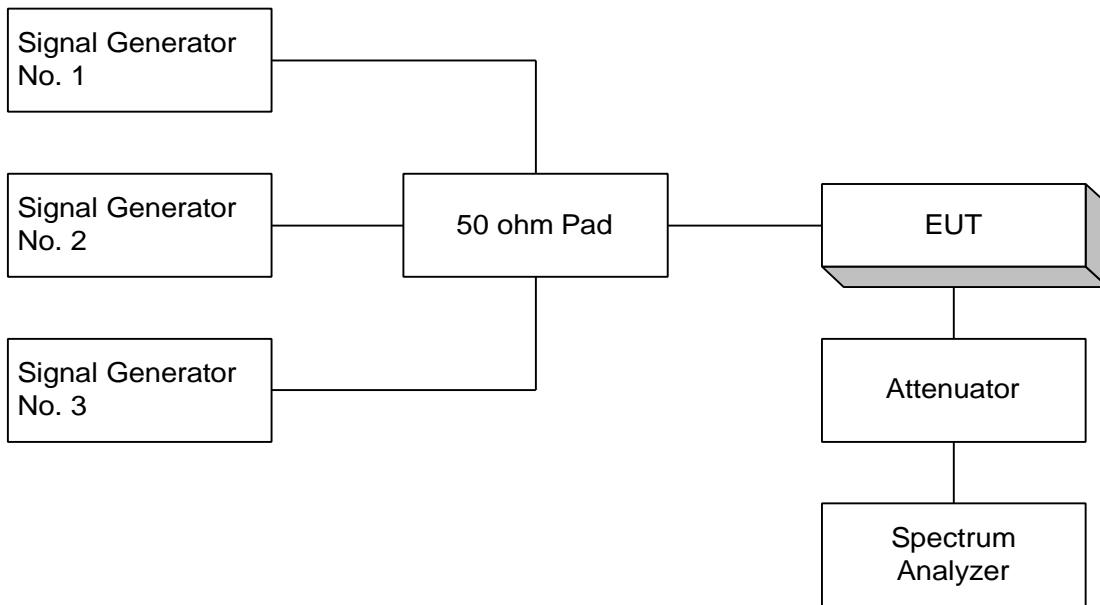 Signal Generator
No. 1
Signal Generator
No. 2
50 ohm Pad
EUT
Signal Generator
No. 3
Attenuator
Spectrum
Analyzer